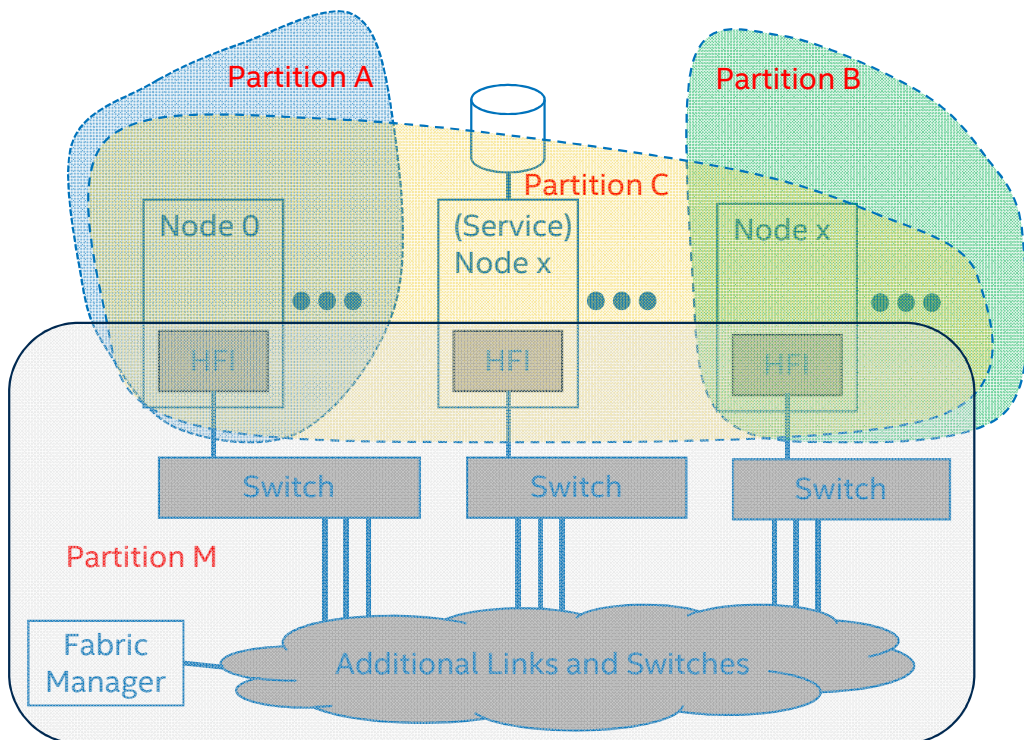 Partition A
Partition B
Partition C
Node 0
(Service)
Node x
Node x
HFI
HFI
HFI
Switch
Switch
Switch
Partition M
Fabric
Manager
Additional Links and Switches